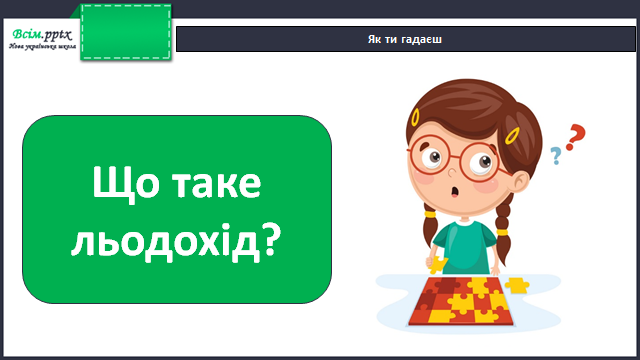 Всім.pptx
Нова українська школа
Як ти гадаєш
Що таке
льодохід?
? ?